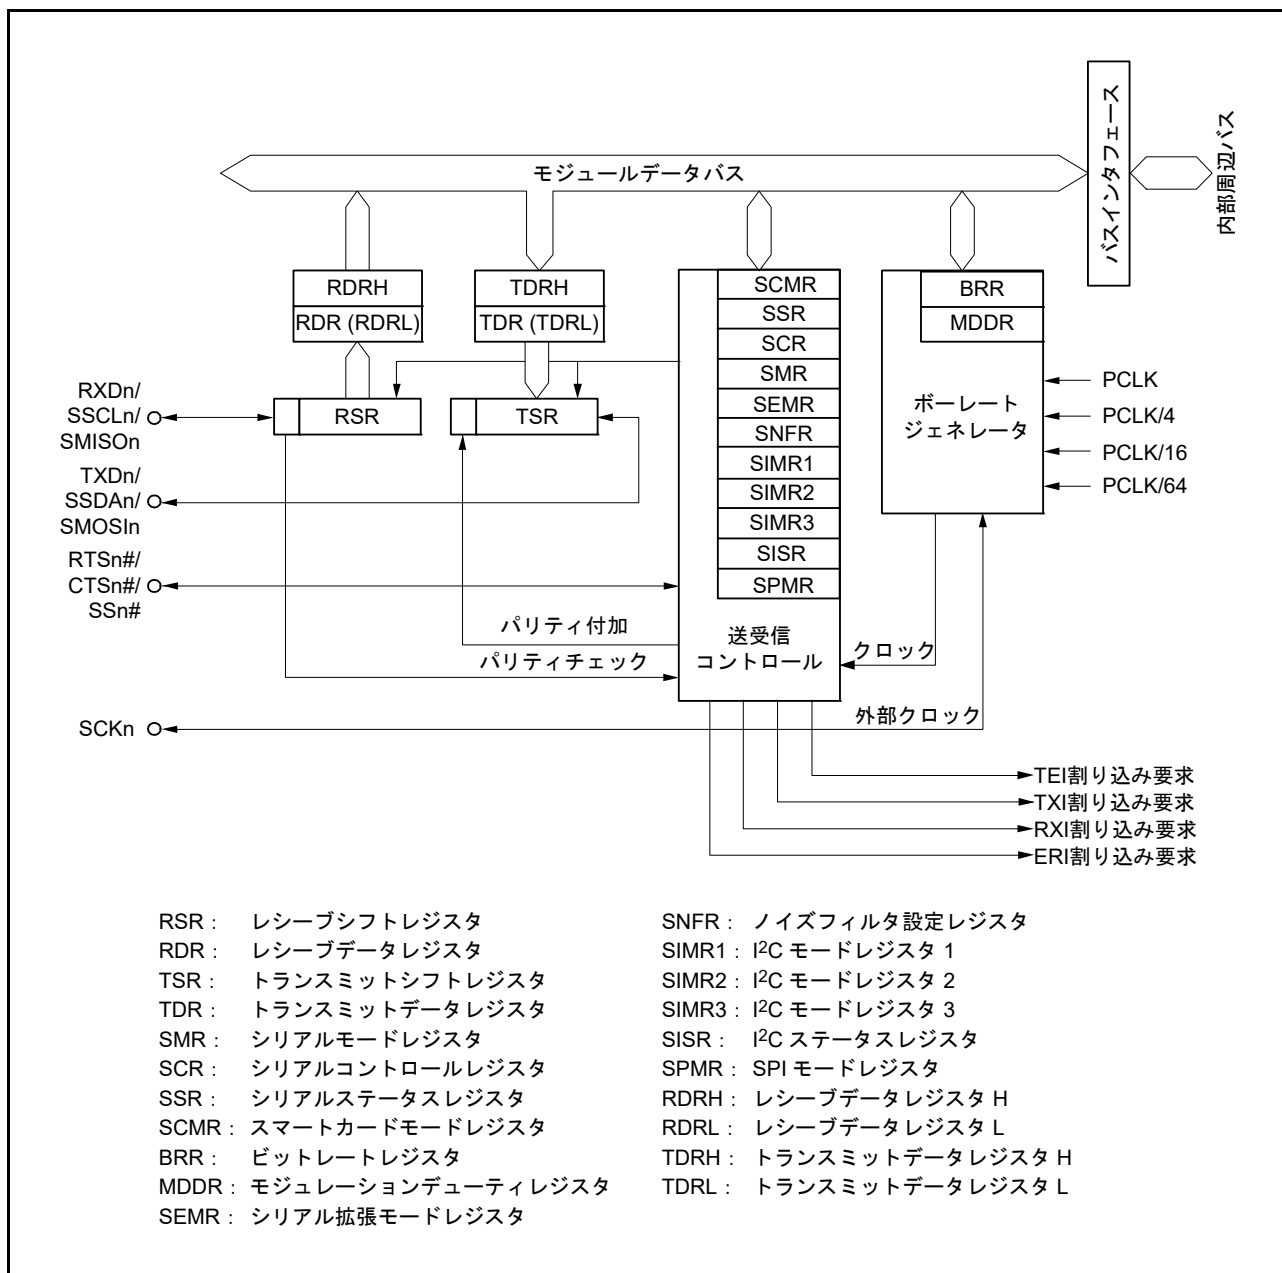 モジュールデータバス
バスインタフェース
内部周辺バス
RDRH
RDR (RDRL)
TDRH
TDR (TDRL)
SCMR
SSR
SCR
SMR
SEMR
SNFR
SIMR1
SIMR2
SIMR3
SISR
SPMR
送受信
コントロール
BRR
MDDR
ボーレート
ジェネレータ
PCLK
PCLK/4
PCLK/16
PCLK/64
RXDn/
SSCLn/
SMISOn
RSR
TSR
TXDn/
SSDAn/
SMOSIn
RTSn#/
CTSn#/
SSn#
パリティ付加
パリティチェック
クロック
SCKn
外部クロック
TEI割り込み要求
TXI割り込み要求
RXI割り込み要求
ERI割り込み要求
RSR : レシーブシフトレジスタ
RDR : レシーブデータレジスタ
TSR : トランスミットシフトレジスタ
TDR : トランスミットデータレジスタ
SMR : シリアルモードレジスタ
SCR : シリアルコントロールレジスタ
SSR : シリアルステータスレジスタ
SCMR : スマートカードモードレジスタ
BRR : ビットレートレジスタ
MDDR : モジュレーションデューティレジスタ
SEMR : シリアル拡張モードレジスタ
SNFR : ノイズフィルタ設定レジスタ
SIMR1 : I²C モードレジスタ 1
SIMR2 : I²C モードレジスタ 2
SIMR3 : I²C モードレジスタ 3
SISR : I²C ステータスレジスタ
SPMR : SPI モードレジスタ
RDRH : レシーブデータレジスタ H
RDRL : レシーブデータレジスタ L
TDRH : トランスミットデータレジスタ H
TDRL : トランスミットデータレジスタ L